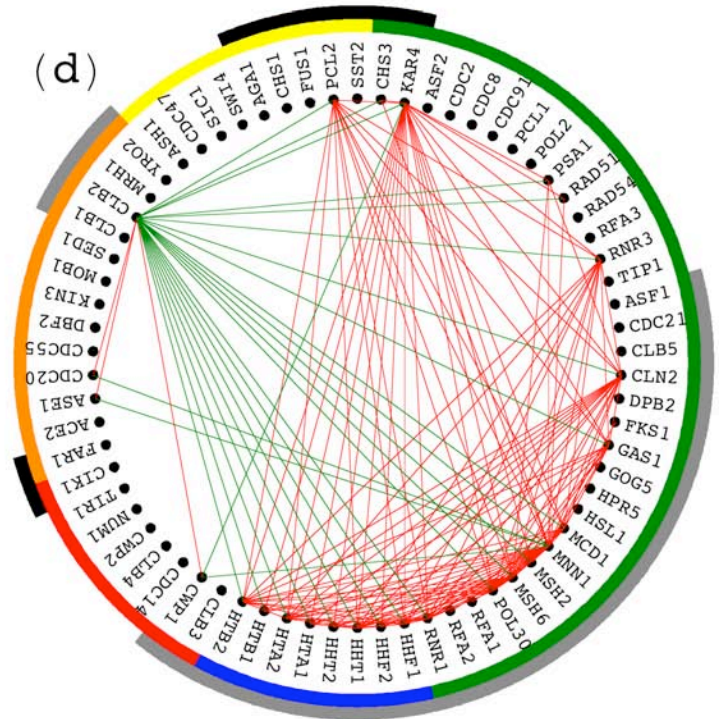 (d)
PCL2
SST2
CHS3
KAR4
ASF2
CDC2
CDC8
CDC91
PCL1
POL2
PSA1
RAD51
RAD54
RFA3
RNR3
TIP1
ASF1
CDC21
CLB5
CLN2
DPB2
FKS1
GAS1
GOG5
HPR5
HSL1
MCD1
MNN1
MSH2
MSH6
POL30
RFA1
RFA2
RNR1
HHF1
HHF2
HHT1
HHT2
HTA1
HTA2
HTB1
HTB2
CLB3
CWP1
CDC14
CLB4
CWP2
NUM1
TIR1
CIK1
FAR1
ACE2
ASE1
CDC20
CDC55
DBF2
KIN3
MOB1
SED1
CLB1
CLB2
MRH1
YRO2
ASH1
CDC47
SIC1
SWI4
AGA1
CHS1
FUS1